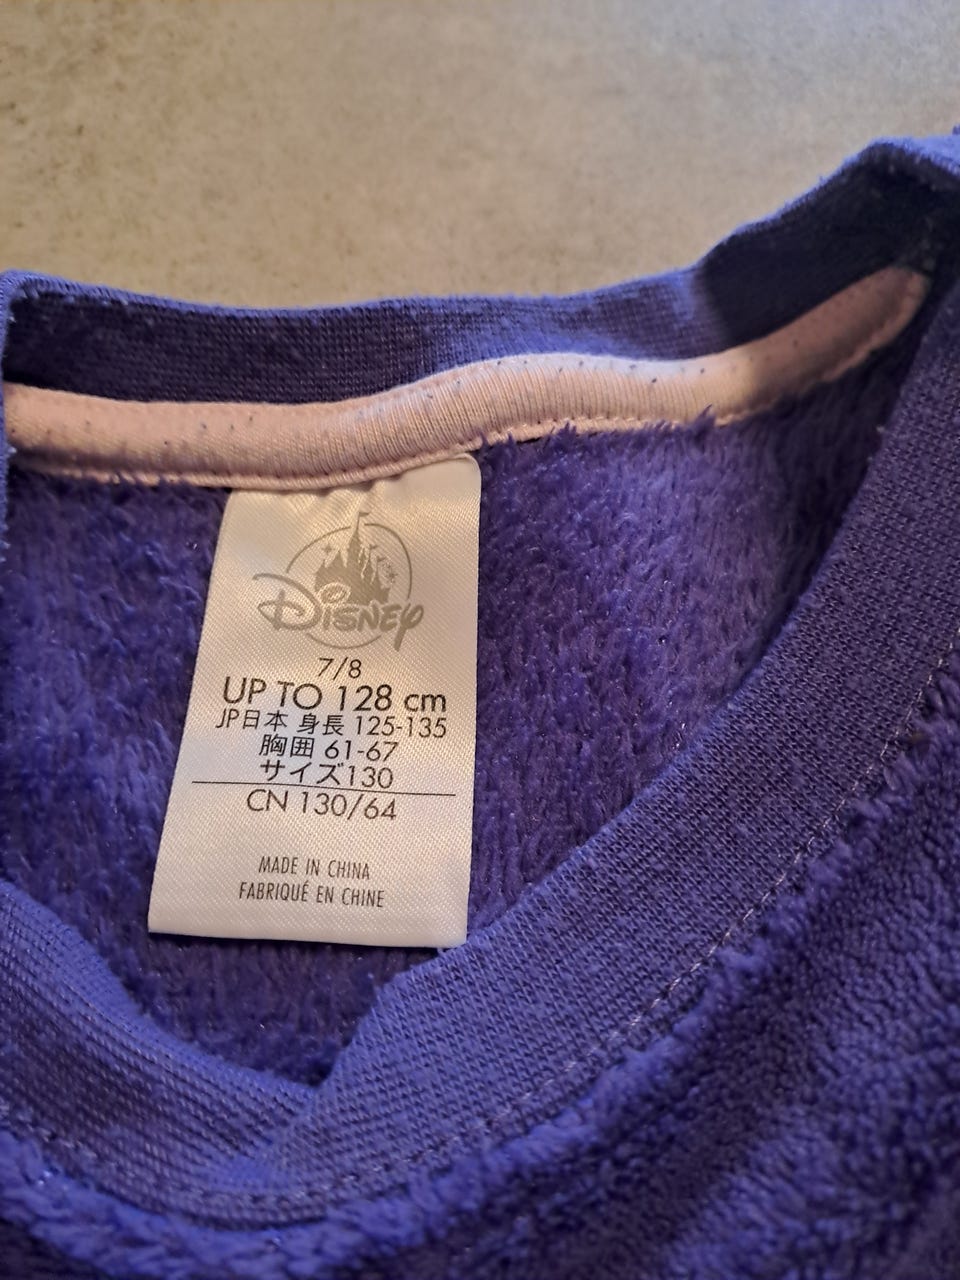 Disney
7/8
UP TO 128 cm
JP日本 身長 125-135
胸囲 61-67
サイズ130
CN 130/64
MADE IN CHINA
FABRIQUÉ EN CHINE